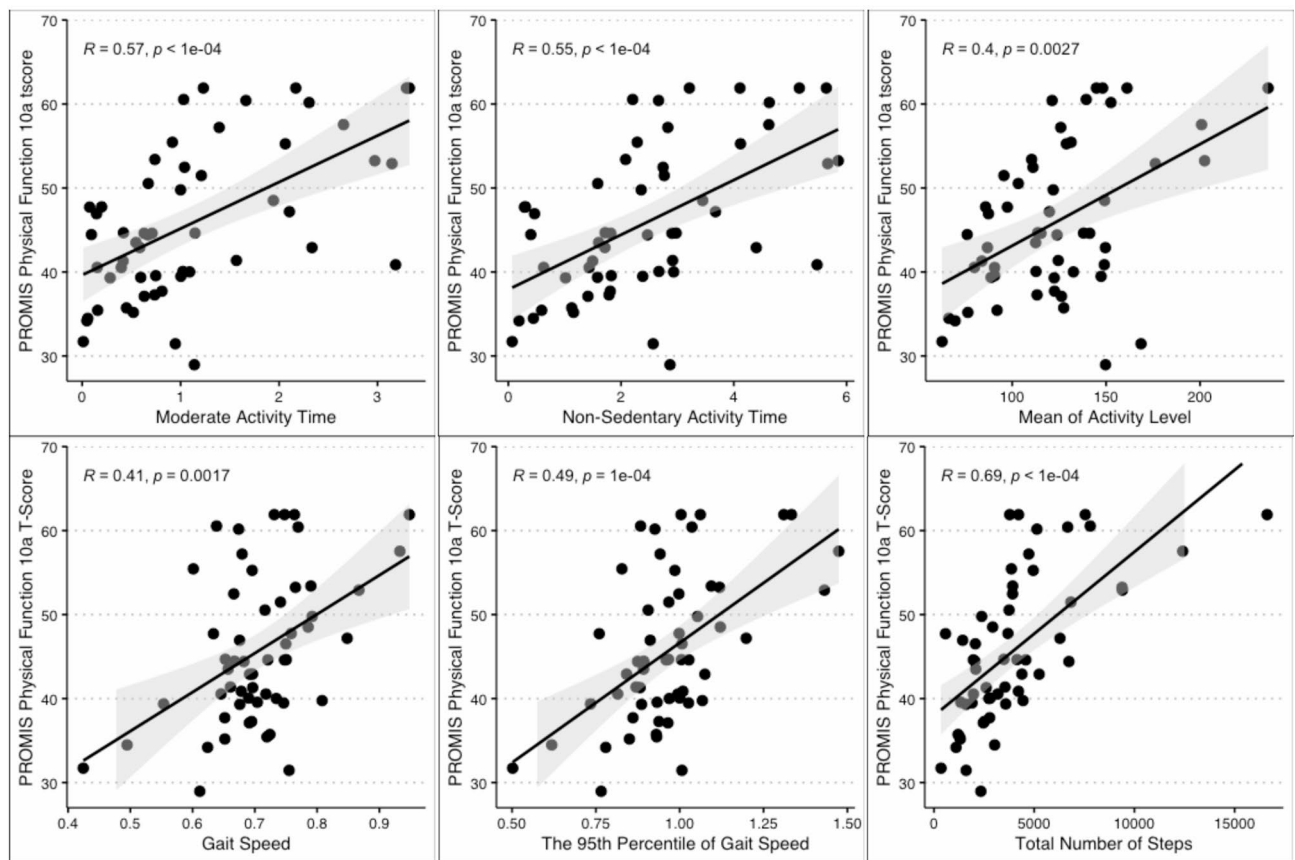 PROMIS Physical Function 10a tscore
70
60
50
40
30
R = 0.57, p < 1e-04
0 1 2 3
Moderate Activity Time
PROMIS Physical Function 10a tscore
70
60
50
40
30
R = 0.55, p < 1e-04
0 2 4 6
Non-Sedentary Activity Time
PROMIS Physical Function 10a tscore
70
60
50
40
30
R = 0.4, p = 0.0027
100 150 200
Mean of Activity Level
PROMIS Physical Function 10a T-Score
70
60
50
40
30
R = 0.41, p = 0.0017
0.4 0.5 0.6 0.7 0.8 0.9
Gait Speed
PROMIS Physical Function 10a T-Score
70
60
50
40
30
R = 0.49, p = 1e-04
0.50 0.75 1.00 1.25 1.50
The 95th Percentile of Gait Speed
PROMIS Physical Function 10a T-Score
70
60
50
40
30
R = 0.69, p < 1e-04
0 5000 10000 15000
Total Number of Steps